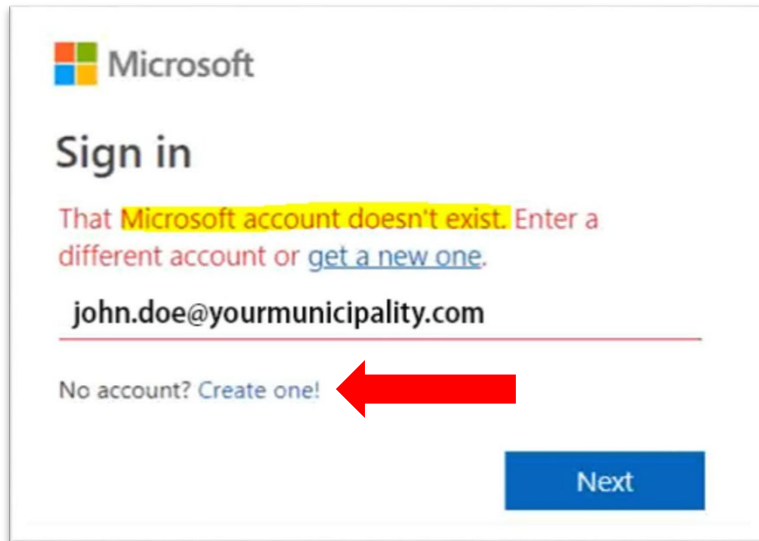 Microsoft
Sign in
That Microsoft account doesn't exist. Enter a
different account or get a new one.
john.doe@yourmunicipality.com
No account? Create one!
Next